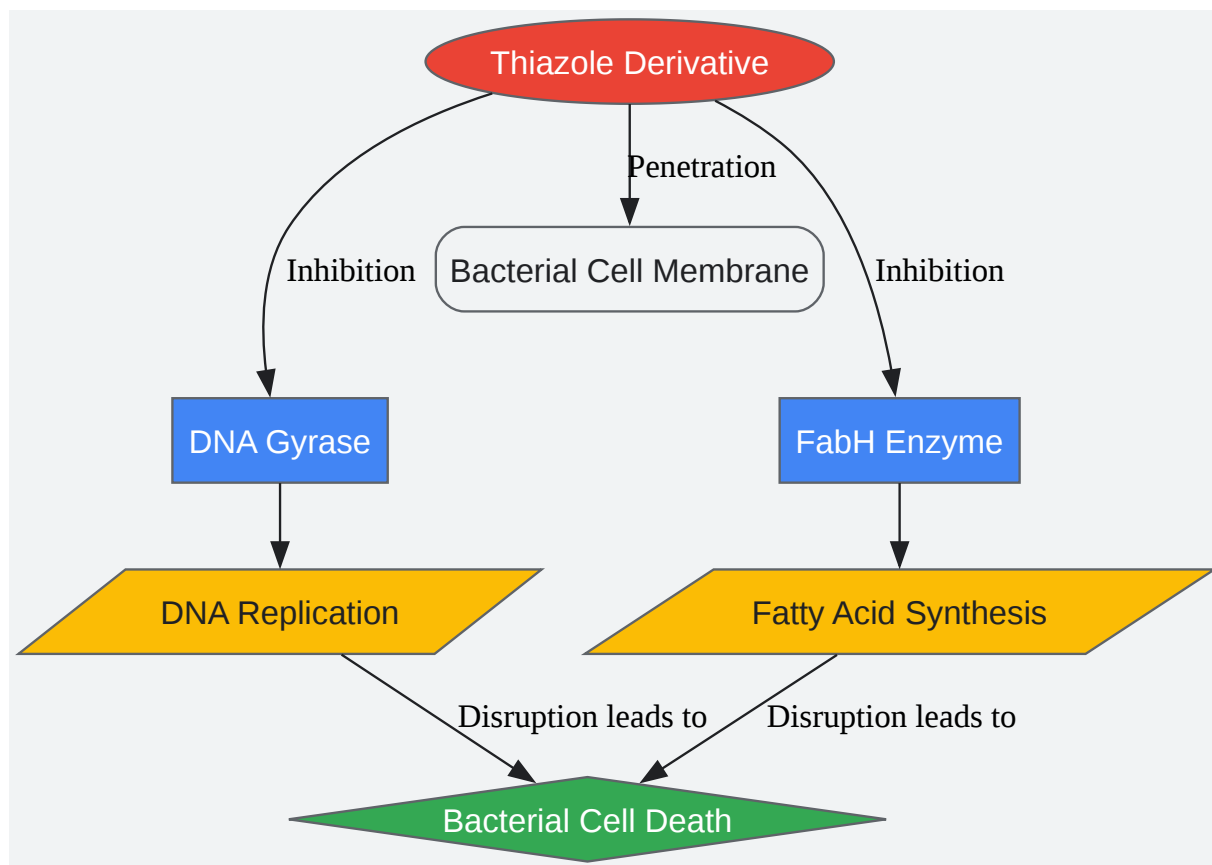 Thiazole Derivative
Penetration
Inhibition
Bacterial Cell Membrane
Inhibition
DNA Gyrase
FabH Enzyme
DNA Replication
Fatty Acid Synthesis
Disruption leads to
Disruption leads to
Bacterial Cell Death